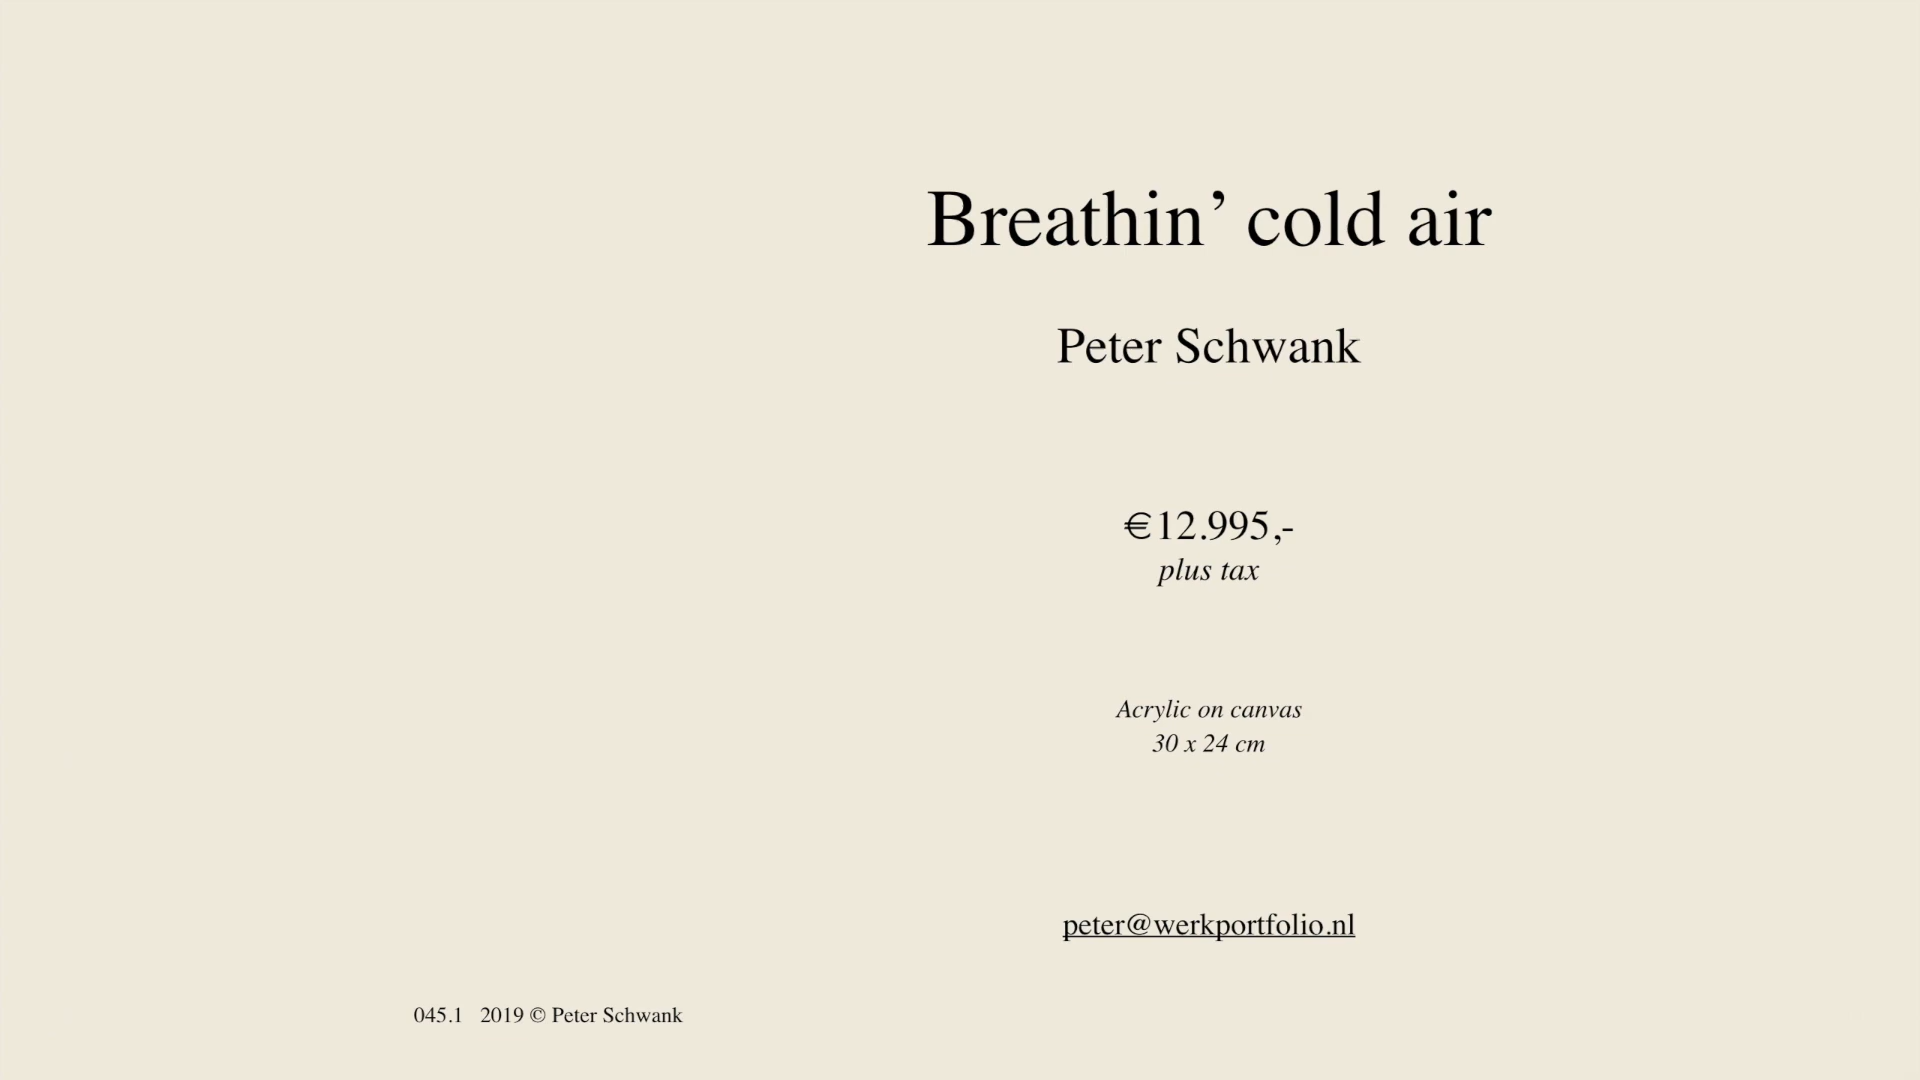 Breathin’ cold air
Peter Schwank
€12.995,-
plus tax
Acrylic on canvas
30 x 24 cm
peter@werkportfolio.nl
045.1 2019 © Peter Schwank